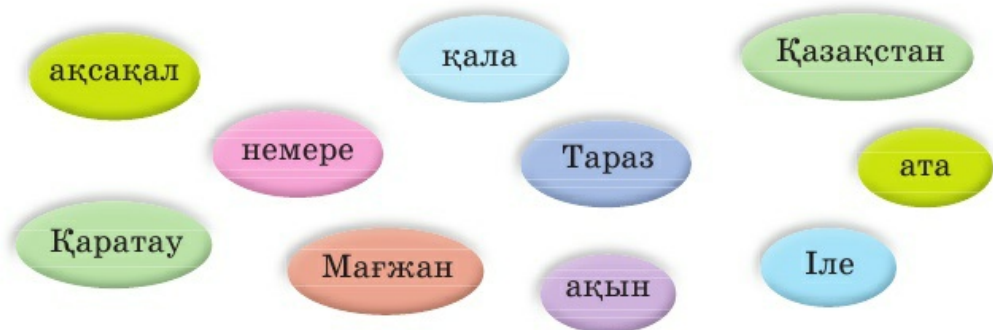 ақсақал
қала
Қазақстан
немере
Тараз
ата
Қаратау
Мағжан
ақын
Іле